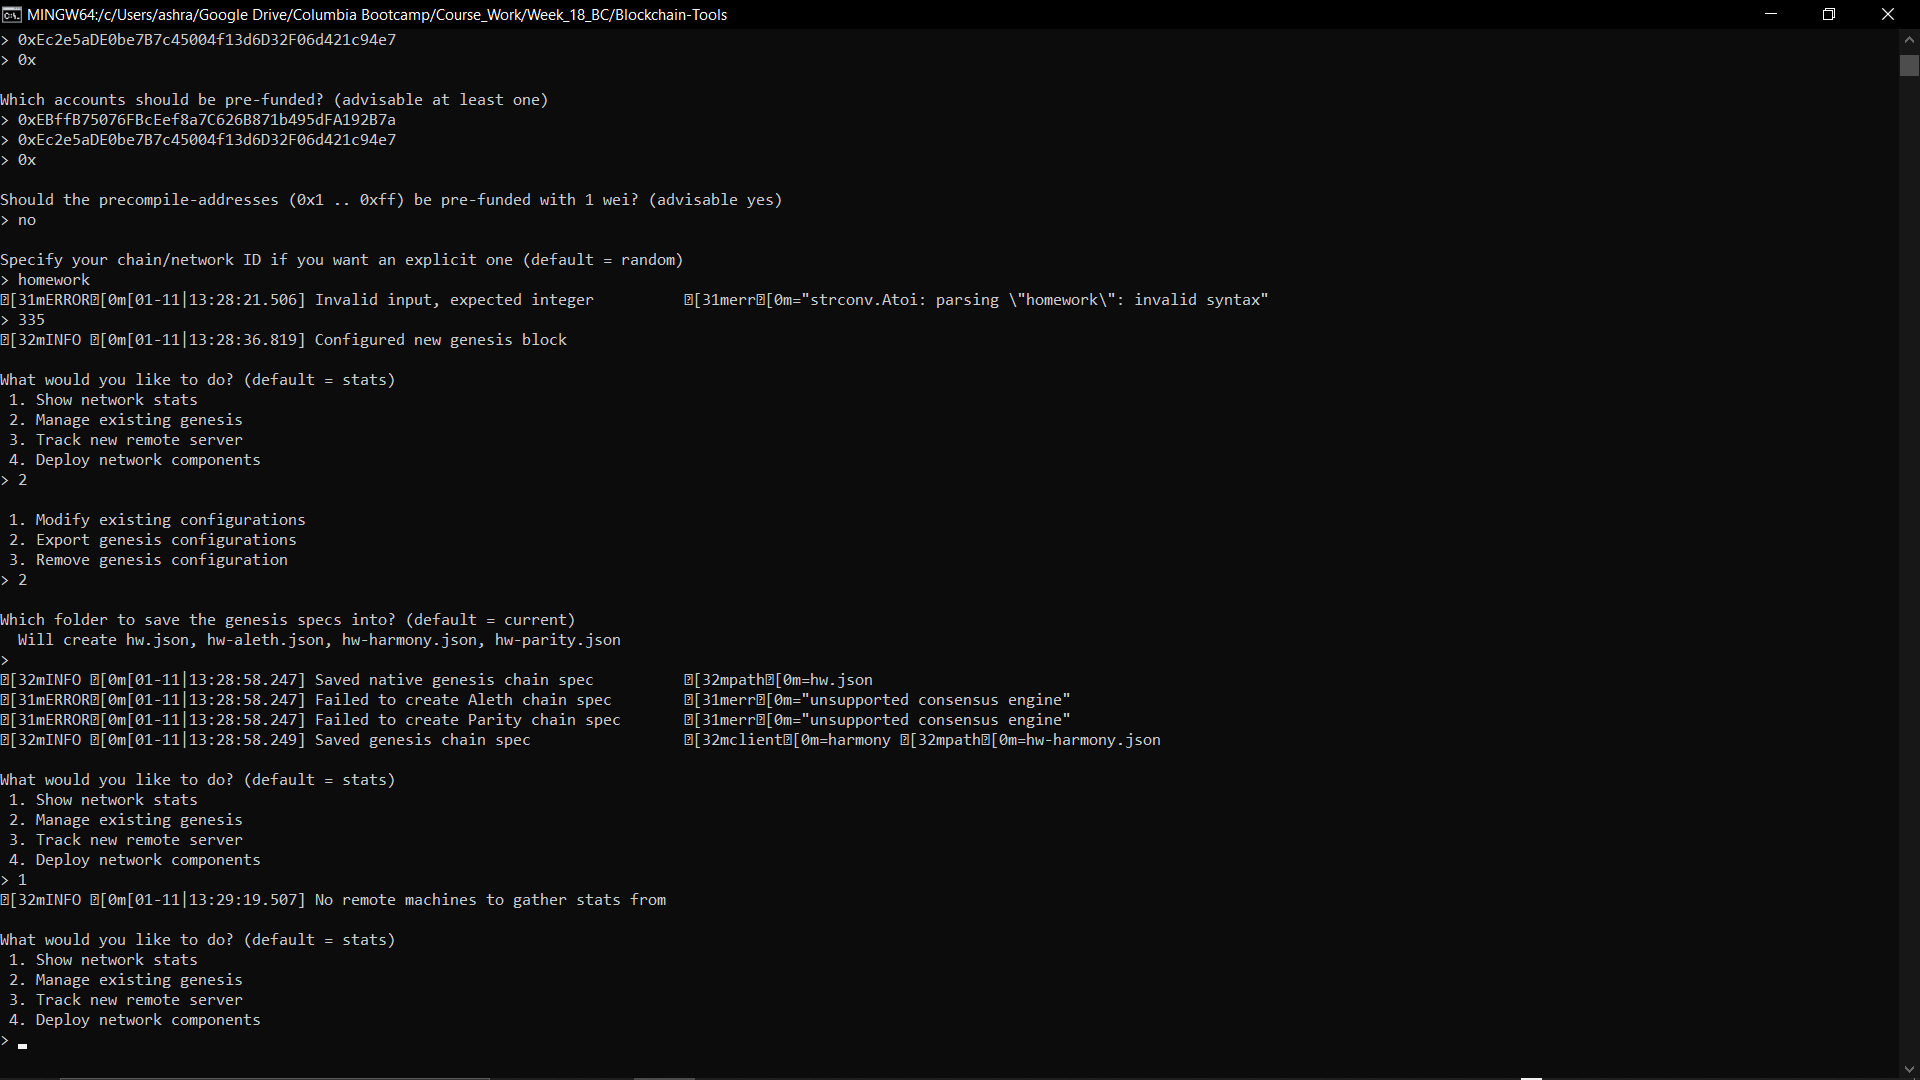 MINGW64:/c/Users/ashra/Google Drive/Columbia Bootcamp/Course_Work/Week_18_BC/Blockchain-Tools
> 0xEc2e5aDE0be7B7c45004f13d6D32F06d421c94e7
> 0x
Which accounts should be pre-funded? (advisable at least one)
> 0xEBffB75076FBcEef8a7C626B871b495dFA192B7a
> 0xEc2e5aDE0be7B7c45004f13d6D32F06d421c94e7
> 0x
Should the precompile-addresses (0x1 .. 0xff) be pre-funded with 1 wei? (advisable yes)
> no
Specify your chain/network ID if you want an explicit one (default = random)
> homework
[31mERROR[0m[01-11|13:28:21.506] Invalid input, expected integer [31merr[0m="strconv.Atoi: parsing \"homework\": invalid syntax"
> 335
[32mINFO [0m[01-11|13:28:36.819] Configured new genesis block
What would you like to do? (default = stats)
1. Show network stats
2. Manage existing genesis
3. Track new remote server
4. Deploy network components
> 2
1. Modify existing configurations
2. Export genesis configurations
3. Remove genesis configuration
> 2
Which folder to save the genesis specs into? (default = current)
Will create hw.json, hw-aleth.json, hw-harmony.json, hw-parity.json
>
[32mINFO [0m[01-11|13:28:58.247] Saved native genesis chain spec [32mpath[0m=hw.json
[31mERROR[0m[01-11|13:28:58.247] Failed to create Aleth chain spec [31merr[0m="unsupported consensus engine"
[31mERROR[0m[01-11|13:28:58.247] Failed to create Parity chain spec [31merr[0m="unsupported consensus engine"
[32mINFO [0m[01-11|13:28:58.249] Saved genesis chain spec [32mclient[0m=harmony [32mpath[0m=hw-harmony.json
What would you like to do? (default = stats)
1. Show network stats
2. Manage existing genesis
3. Track new remote server
4. Deploy network components
> 1
[32mINFO [0m[01-11|13:29:19.507] No remote machines to gather stats from
What would you like to do? (default = stats)
1. Show network stats
2. Manage existing genesis
3. Track new remote server
4. Deploy network components
>